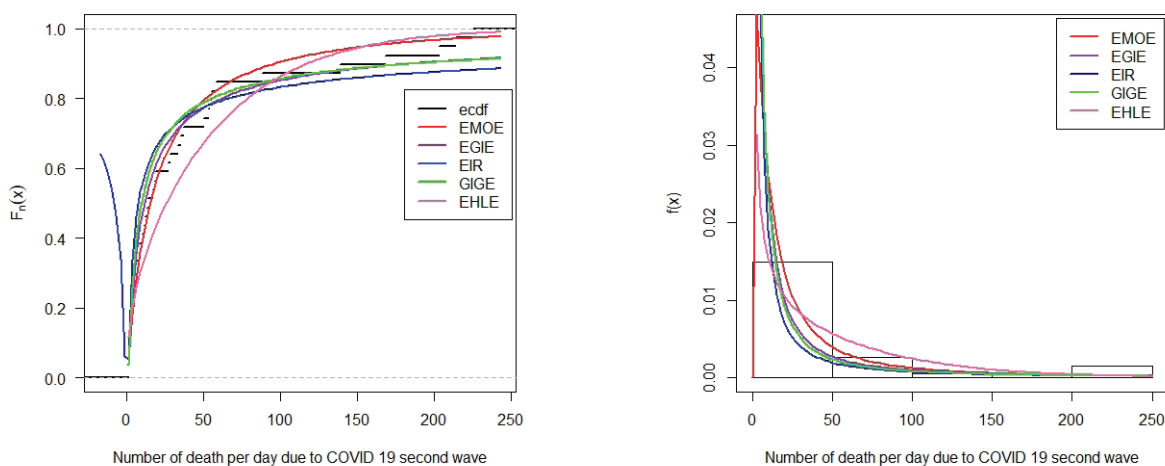 1.0
0.8
0.6
0.4
0.2
0.0
Fn(x)
ecdf
EMOE
EGIE
EIR
GIGE
EHLE
0 50 100 150 200 250
Number of death per day due to COVID 19 second wave
0.04
0.03
0.02
0.01
0.00
f(x)
EMOE
EGIE
EIR
GIGE
EHLE
0 50 100 150 200 250
Number of death per day due to COVID 19 second wave